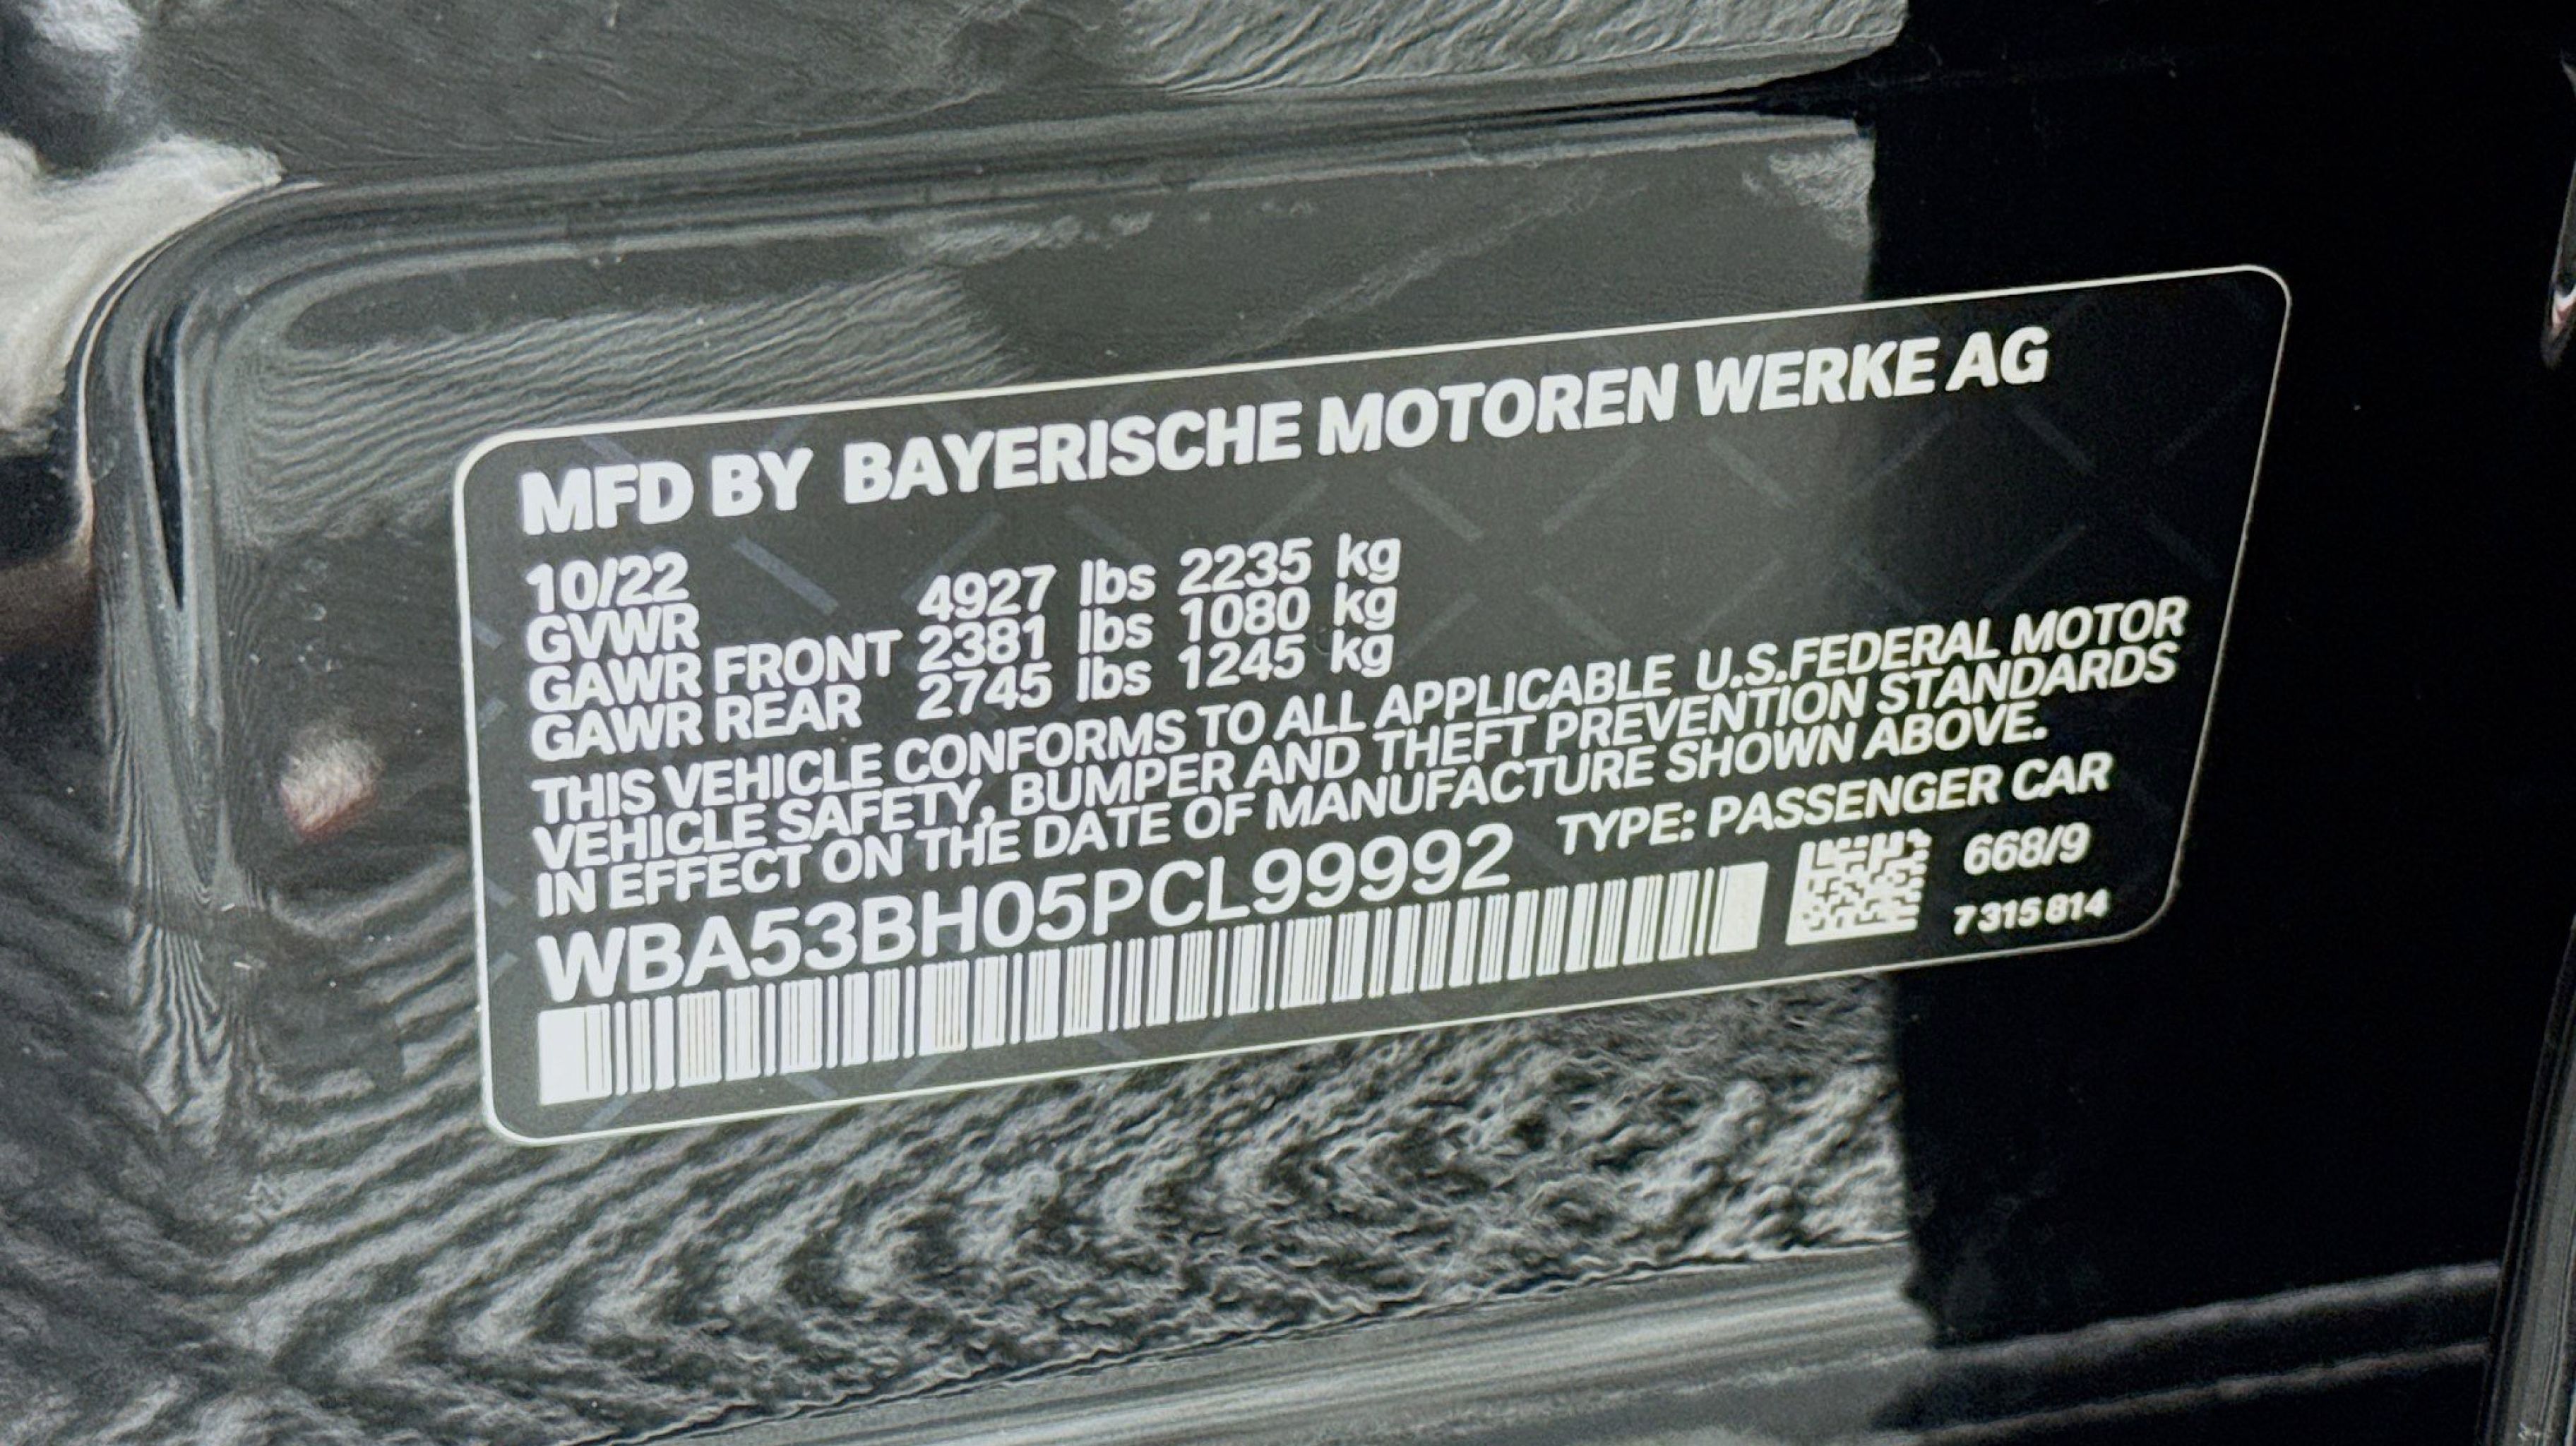 MFD BY BAYERISCHE MOTOREN WERKE AG
10/22
GVWR 4927 lbs 2235 kg
GAWR FRONT 2381 lbs 1080 kg
GAWR REAR 2745 lbs 1245 kg
THIS VEHICLE CONFORMS TO ALL APPLICABLE U.S.FEDERAL MOTOR
VEHICLE SAFETY, BUMPER AND THEFT PREVENTION STANDARDS
IN EFFECT ON THE DATE OF MANUFACTURE SHOWN ABOVE.
WBA53BH05PCL99992 TYPE: PASSENGER CAR
668/9
7 315 814